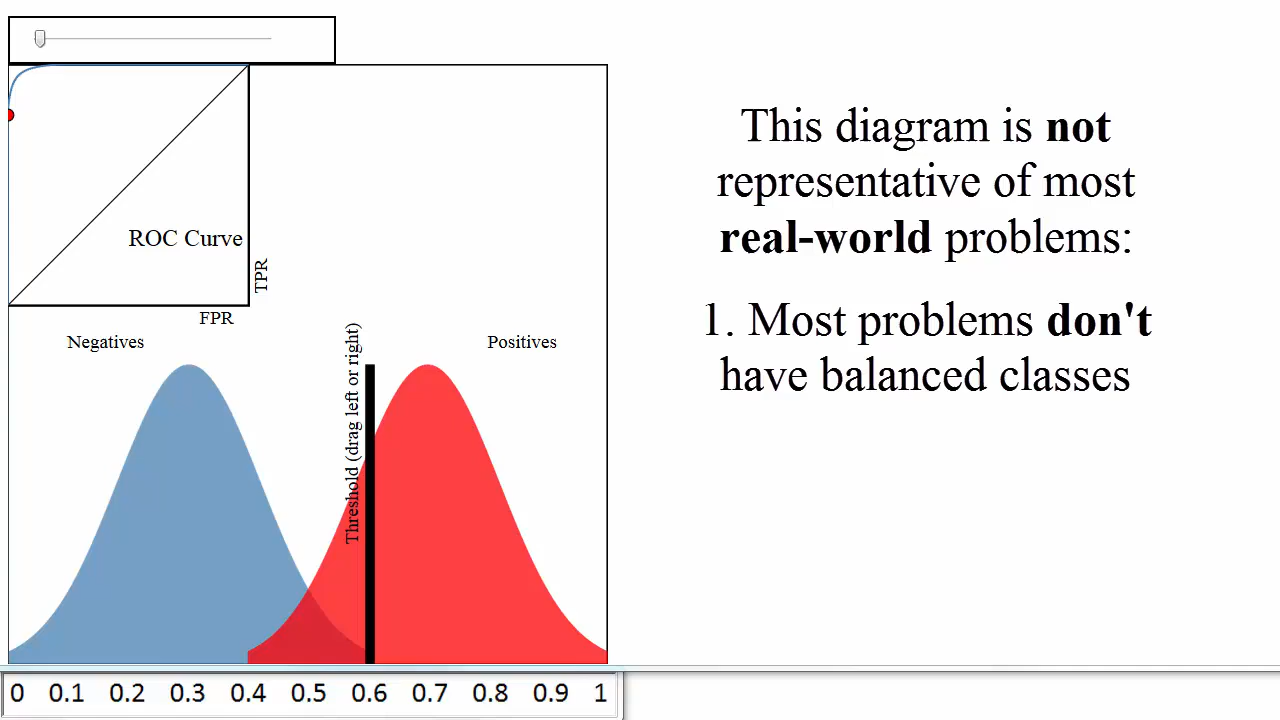 This diagram is not
representative of most
real-world problems:
1. Most problems don't
have balanced classes
ROC Curve
TPR
FPR
Negatives
Positives
Threshold (drag left or right)
0 0.1 0.2 0.3 0.4 0.5 0.6 0.7 0.8 0.9 1